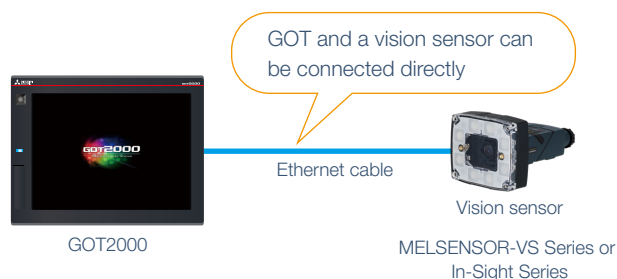 GOT and a vision sensor can
be connected directly
GOT2000
Ethernet cable
Vision sensor
GOT2000
MELSENSOR-VS Series or
In-Sight Series